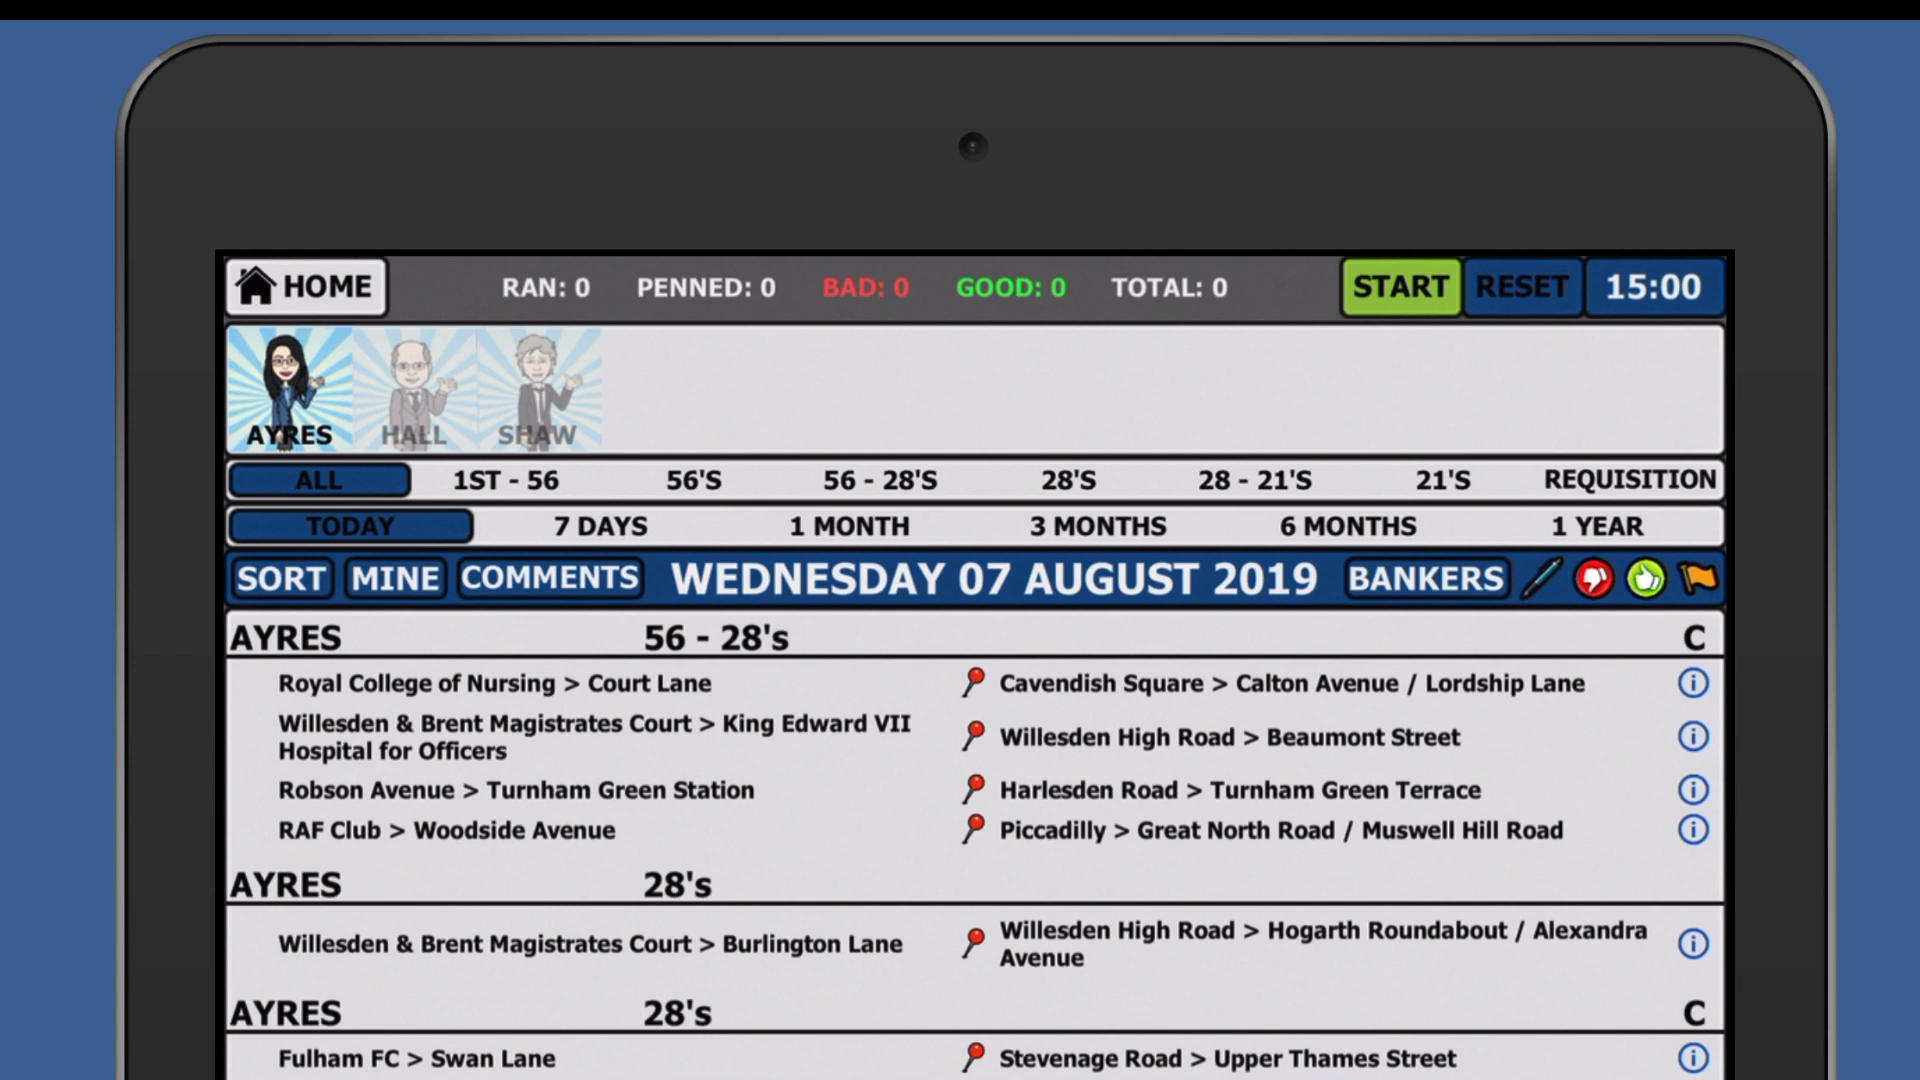 HOME RAN: 0 PENNED: 0 BAD: 0 GOOD: 0 TOTAL: 0 START RESET 15:00
AYRES HALL SHAW
ALL 1ST - 56 56'S 56 - 28'S 28'S 28 - 21'S 21'S REQUISITION
TODAY 7 DAYS 1 MONTH 3 MONTHS 6 MONTHS 1 YEAR
SORT MINE COMMENTS WEDNESDAY 07 AUGUST 2019 BANKERS
AYRES 56 - 28's C
Royal College of Nursing > Court Lane Cavendish Square > Calton Avenue / Lordship Lane
Willesden & Brent Magistrates Court > King Edward VII
Hospital for Officers
Willesden High Road > Beaumont Street
Robson Avenue > Turnham Green Station Harlesden Road > Turnham Green Terrace
RAF Club > Woodside Avenue Piccadilly > Great North Road / Muswell Hill Road
AYRES 28's
Willesden & Brent Magistrates Court > Burlington Lane
Willesden High Road > Hogarth Roundabout / Alexandra
Avenue
AYRES 28's C
Fulham FC > Swan Lane Stevenage Road > Upper Thames Street